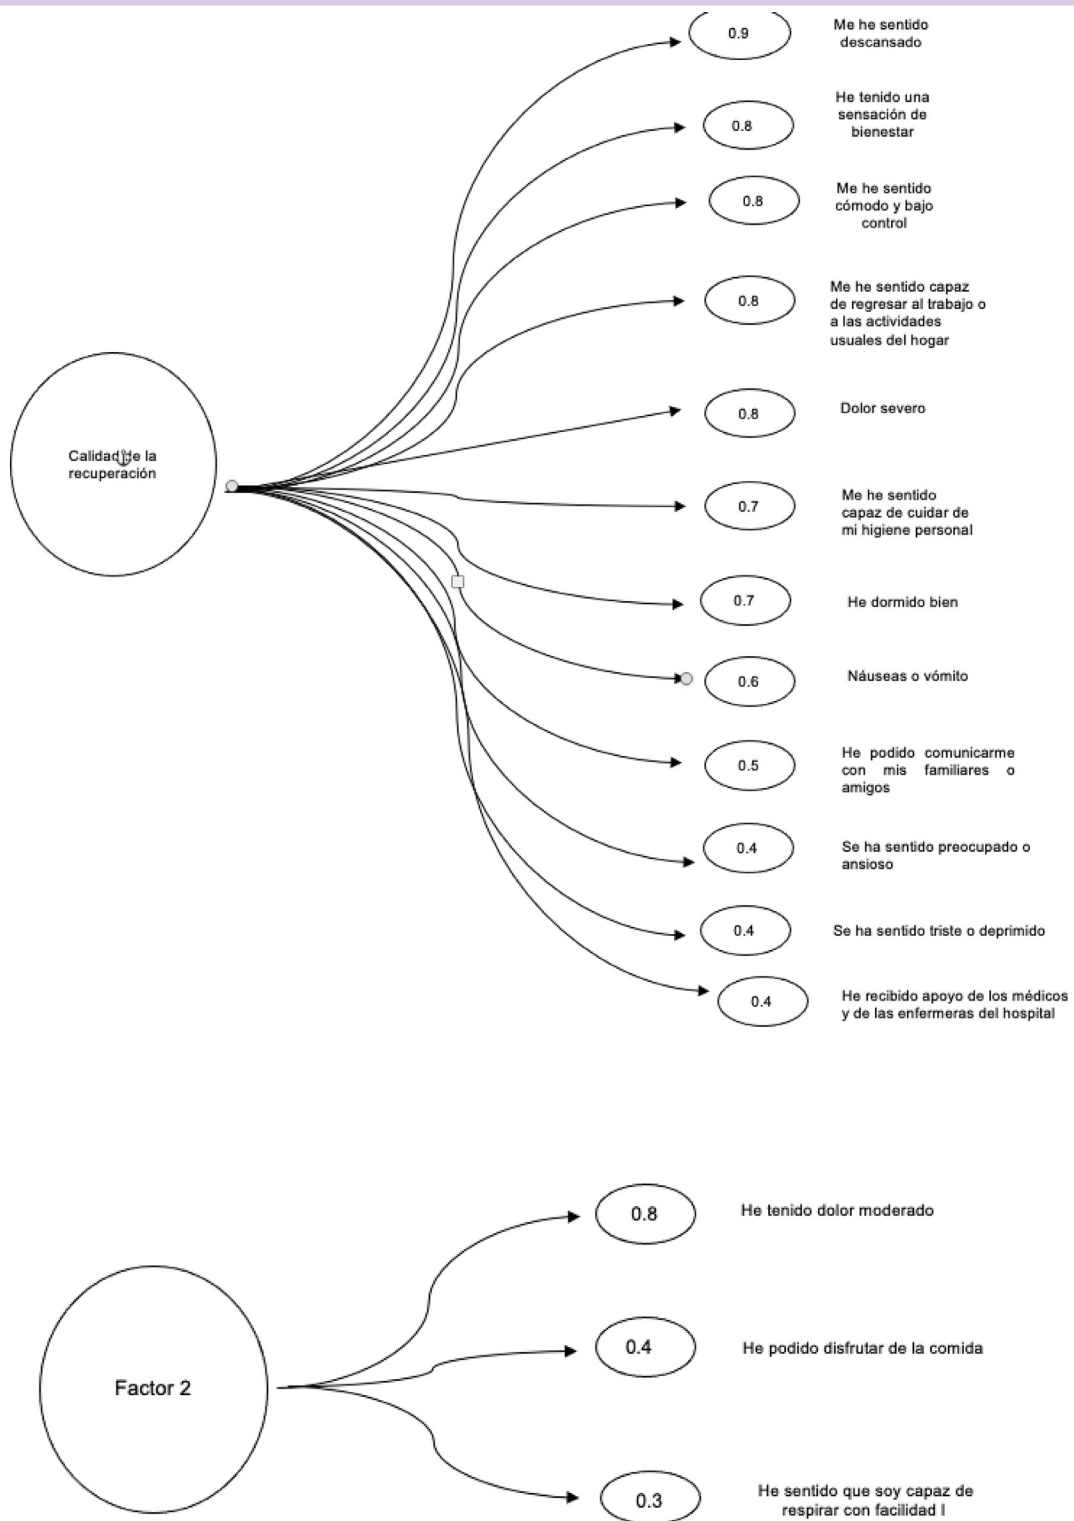 0.9
Me he sentido
descansado
0.8
He tenido una
sensación de
bienestar
0.8
Me he sentido
cómodo y bajo
control
0.8
Me he sentido capaz
de regresar al trabajo o
a las actividades
usuales del hogar
0.8
Dolor severo
Calidad de la
recuperación
0.7
Me he sentido
capaz de cuidar de
mi higiene personal
0.7
He dormido bien
0.6
Náuseas o vómito
0.5
He podido comunicarme
con mis familiares o
amigos
0.4
Se ha sentido preocupado o
ansioso
0.4
Se ha sentido triste o deprimido
0.4
He recibido apoyo de los médicos
y de las enfermeras del hospital
0.8
He tenido dolor moderado
0.4
He podido disfrutar de la comida
Factor 2
0.3
He sentido que soy capaz de
respirar con facilidad l